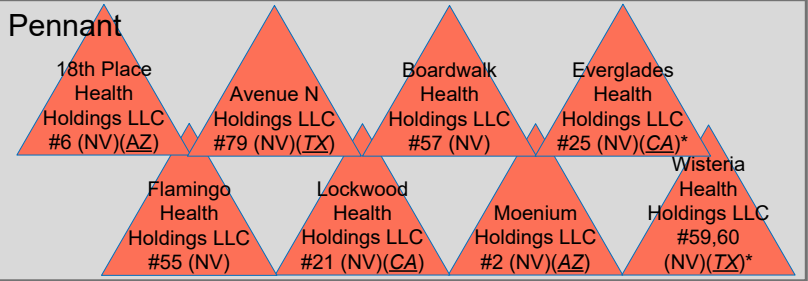 Pennant
18th Place
Health
Holdings LLC
#6 (NV)(AZ)
Avenue N
Holdings LLC
#79 (NV)(TX)
Boardwalk
Health
Holdings LLC
#57 (NV)
Everglades
Health
Holdings LLC
#25 (NV)(CA)*
Flamingo
Health
Holdings LLC
#55 (NV)
Lockwood
Health
Holdings LLC
#21 (NV)(CA)
Moenium
Holdings LLC
#2 (NV)(AZ)
Wisteria
Health
Holdings LLC
#59,60
(NV)(TX)*